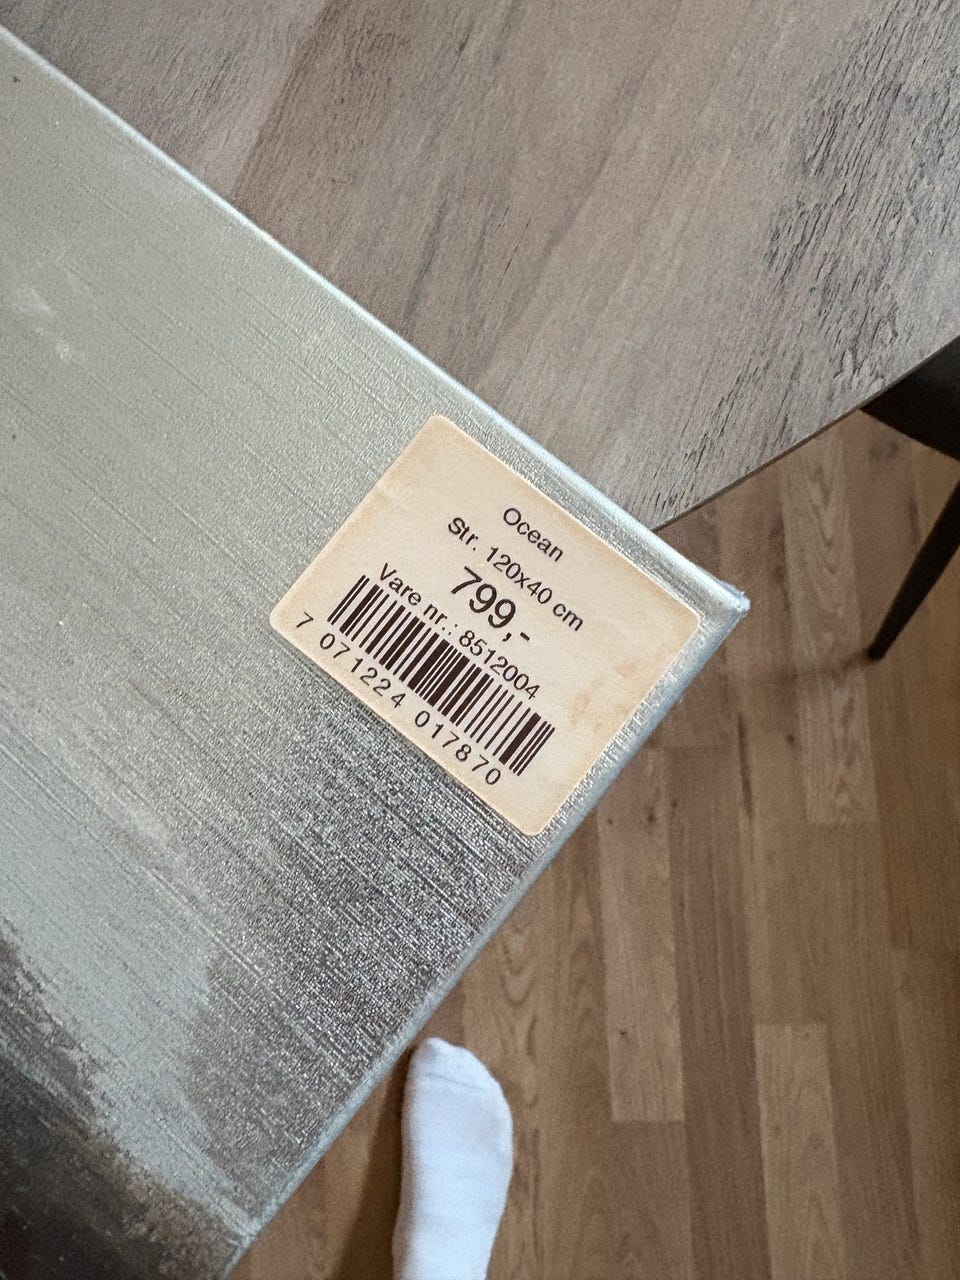 Ocean
Str. 120x40 cm
799,-
Vare nr.: 8512004
7 071224 017870